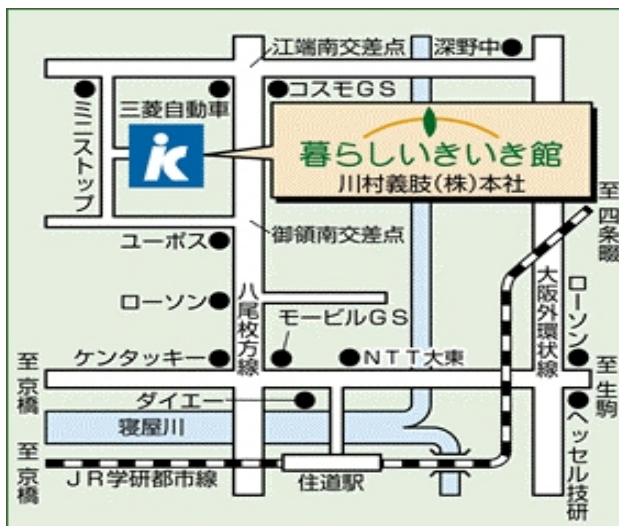 江端南交差点
深野中
ミニストップ
三菱自動車
コスモGS
ik
暮らしいきいき館
川村義肢(株)本社
至四条畷
ユーポス
御領南交差点
ローソン
八尾枚方線
モービルGS
大阪外環状線
ローソン
至京橋
ケンタッキー
NTT大東
至生駒
ダイエー
寝屋川
ヘッセル技研
至京橋
JR学研都市線
住道駅